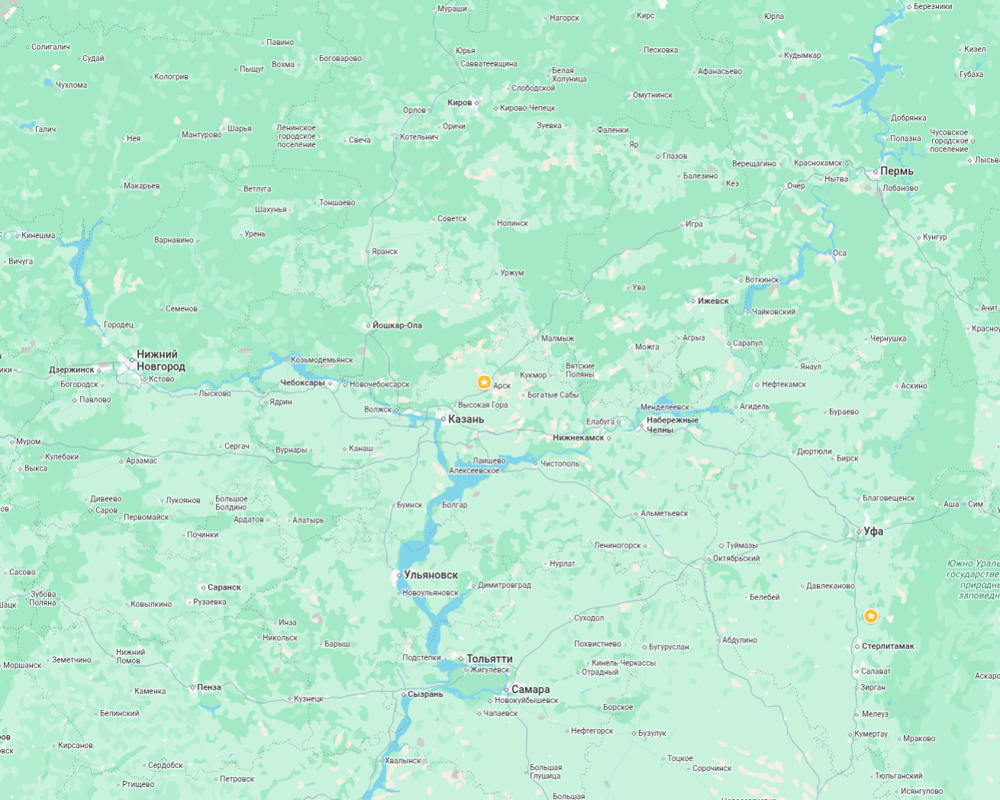 Мураши
Нагорск
Кирс
Юрла
Березники
Солигалич
Судай
Павино
Вохма
Боговарово
Юрья
Савватеевщина
Песковка
Кудымкар
Кизел
Чухлома
Кологрив
Пыщуг
Белая
Холуница
Афанасьево
Губаха
Слободской
Омутнинск
Киров
Кирово-Чепецк
Орлов
Добрянка
Галич
Нея
Мантурово
Шарья
Ленинское
городское
поселение
Свеча
Котельнич
Оричи
Зуевка
Фаленки
Яр
Глазов
Полазна
Чусовское
городское
поселение
Верещагино
Краснокамск
Лысьв
Пермь
Макарьев
Ветлуга
Балезино
Кез
Очёр
Нытва
Лобаново
Шахунья
Тоншаево
Советск
Нолинск
Игра
Кинешма
Варнавино
Урень
Кунгур
Вичуга
Яранск
Оса
Уржум
Воткинск
Ува
Ижевск
Чайковский
Ачит
Семенов
Городец
Йошкар-Ола
Малмыж
Агрыз
Можга
Сарапул
Чернушка
Красноу
Нижний
Новгород
Козьмодемьянск
Дзержинск
ики
Кстово
Богородск
Чебоксары
Новочебоксарск
Вятские
Поляны
Кукмор
Янаул
Арск
Нефтекамск
Аскино
Павлово
Лысково
Ядрин
Богатые Сабы
Высокая Гора
Волжск
Казань
Менделеевск
Агидель
Бураево
Елабуга
Набережные
Челны
Нижнекамск
Муром
Сергач
Вурнары
Канаш
Дюртюли
Бирск
Кулебаки
Выкса
Арзамас
Лаишево
Алексеевское
Чистополь
Дивеево
Саров
Первомайск
Лукоянов
Большое
Болдино
Ардатов
Алатырь
Буинск
Болгар
Альметьевск
Благовещенск
Аша
Сим
ов
Починки
Уфа
Лениногорск
Туймазы
Октябрьский
Нурлат
Сасово
Ульяновск
Южно-Ураль
государстве
природны
заповедн
Саранск
Новоульяновск
Димитровград
Давлеканово
Белебей
Зубова
Поляна
Шацк
Ковылкино
Рузаевка
Инза
Никольск
Барыш
Суходол
Похвистнево
Бугуруслан
Абдулино
Стерлитамак
Моршанск
Земетчино
Нижний
Ломов
Подстёпки
Тольятти
Жигулёвск
Кинель-Черкассы
Отрадный
Салават
Аскаро
Каменка
Пенза
Кузнецк
Сызрань
Самара
Новокуйбышевск
Зирган
Белинский
Чапаевск
Борское
Мелеуз
Нефтегорск
Бузулук
Кумертау
Мраково
ров
овск
Кирсанов
Сердобск
Хвалынск
Тоцкое
Сорочинск
Большая
Глушица
Тюльганский
Ртищево
Петровск
Исянгулово
Большая